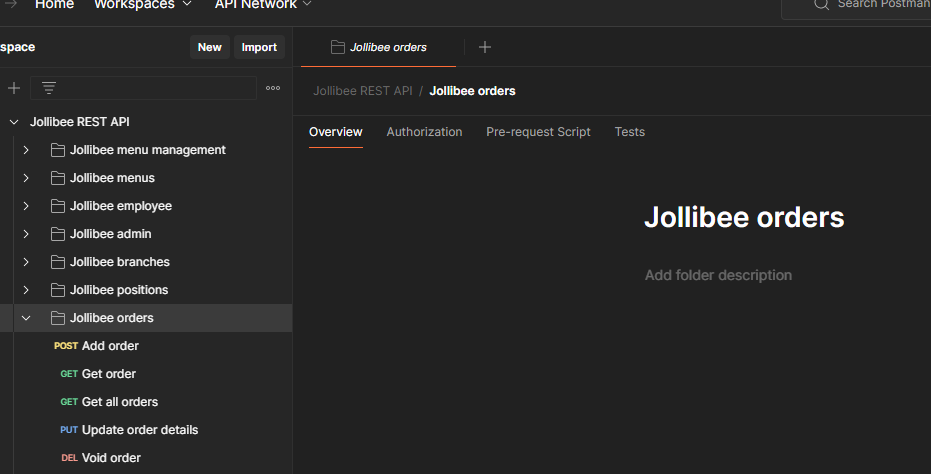 Home Workspaces API Network Search Postman
space New Import
Jollibee orders
Jollibee REST API / Jollibee orders
Overview Authorization Pre-request Script Tests
Jollibee REST API
Jollibee menu management
Jollibee menus
Jollibee employee
Jollibee admin
Jollibee branches
Jollibee positions
Jollibee orders
POST Add order
GET Get order
GET Get all orders
PUT Update order details
DEL Void order
Jollibee orders
Add folder description